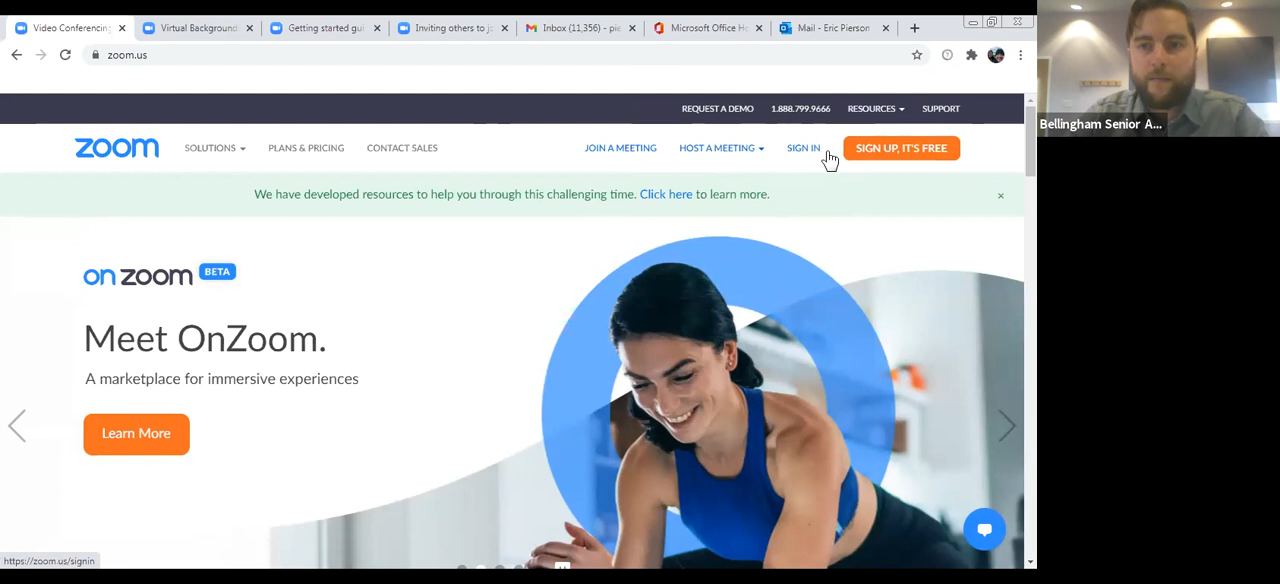 Video Conferencing
Virtual Background
Getting started gui
Inviting others to jo
Inbox (11,356) - pie
Microsoft Office Ho
Mail - Eric Pierson
zoom.us
REQUEST A DEMO 1.888.799.9666 RESOURCES SUPPORT
zoom SOLUTIONS PLANS & PRICING CONTACT SALES JOIN A MEETING HOST A MEETING SIGN IN SIGN UP, IT'S FREE
We have developed resources to help you through this challenging time. Click here to learn more.
on zoom BETA
Meet OnZoom.
A marketplace for immersive experiences
Learn More
https://zoom.us/signin
Bellingham Senior A...